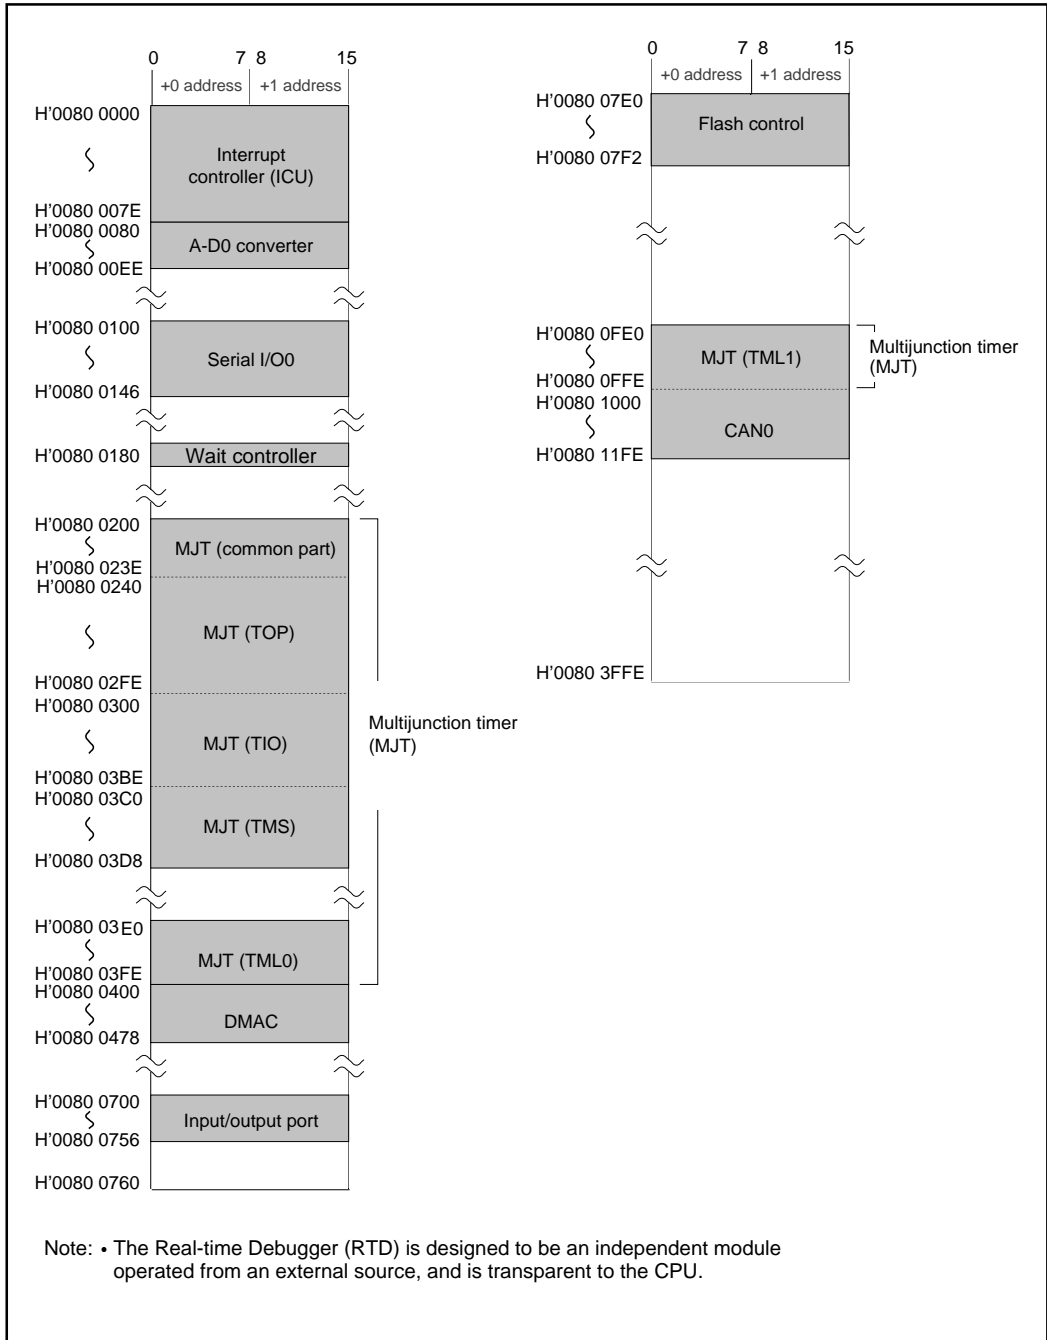 0 7 8 15
+0 address +1 address
H'0080 0000
Interrupt
controller (ICU)
H'0080 007E
H'0080 0080
A-D0 converter
H'0080 00EE
H'0080 0100
Serial I/O0
H'0080 0146
H'0080 0180
Wait controller
H'0080 0200
MJT (common part)
H'0080 023E
H'0080 0240
MJT (TOP)
H'0080 02FE
H'0080 0300
MJT (TIO)
H'0080 03BE
H'0080 03C0
MJT (TMS)
H'0080 03D8
Multijunction timer
(MJT)
H'0080 03E0
MJT (TML0)
H'0080 03FE
H'0080 0400
DMAC
H'0080 0478
H'0080 0700
Input/output port
H'0080 0756
H'0080 0760
0 7 8 15
+0 address +1 address
H'0080 07E0
Flash control
H'0080 07F2
H'0080 0FE0
MJT (TML1)
H'0080 0FFE
Multijunction timer
(MJT)
H'0080 1000
CAN0
H'0080 11FE
H'0080 3FFE
Note: • The Real-time Debugger (RTD) is designed to be an independent module
operated from an external source, and is transparent to the CPU.